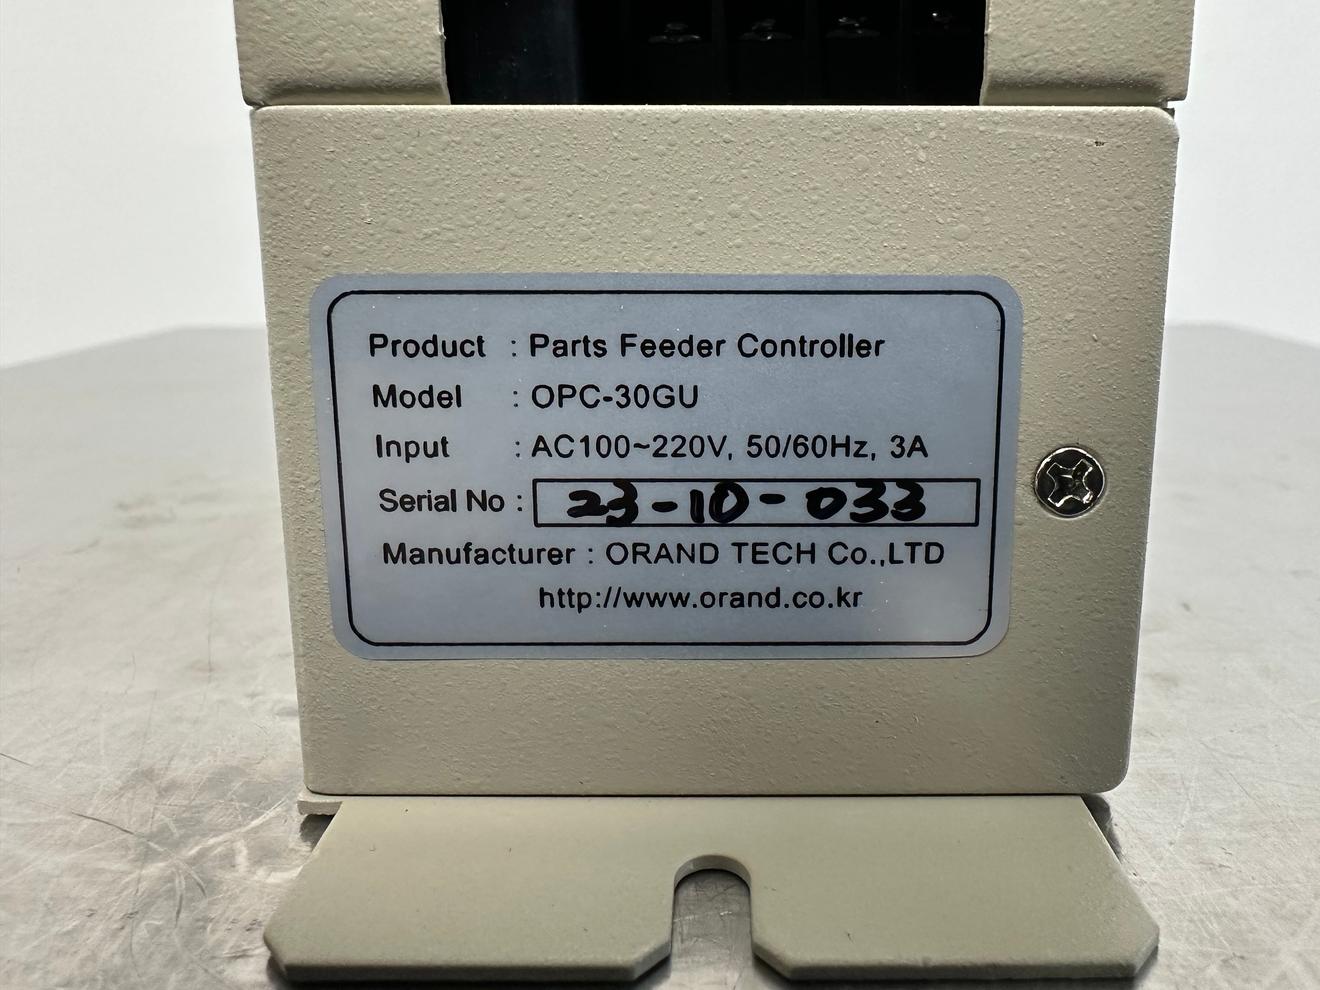 Product : Parts Feeder Controller
Model : OPC-30GU
Input : AC100~220V, 50/60Hz, 3A
Serial No : 23-10-033
Manufacturer : ORAND TECH Co.,LTD
http://www.orand.co.kr